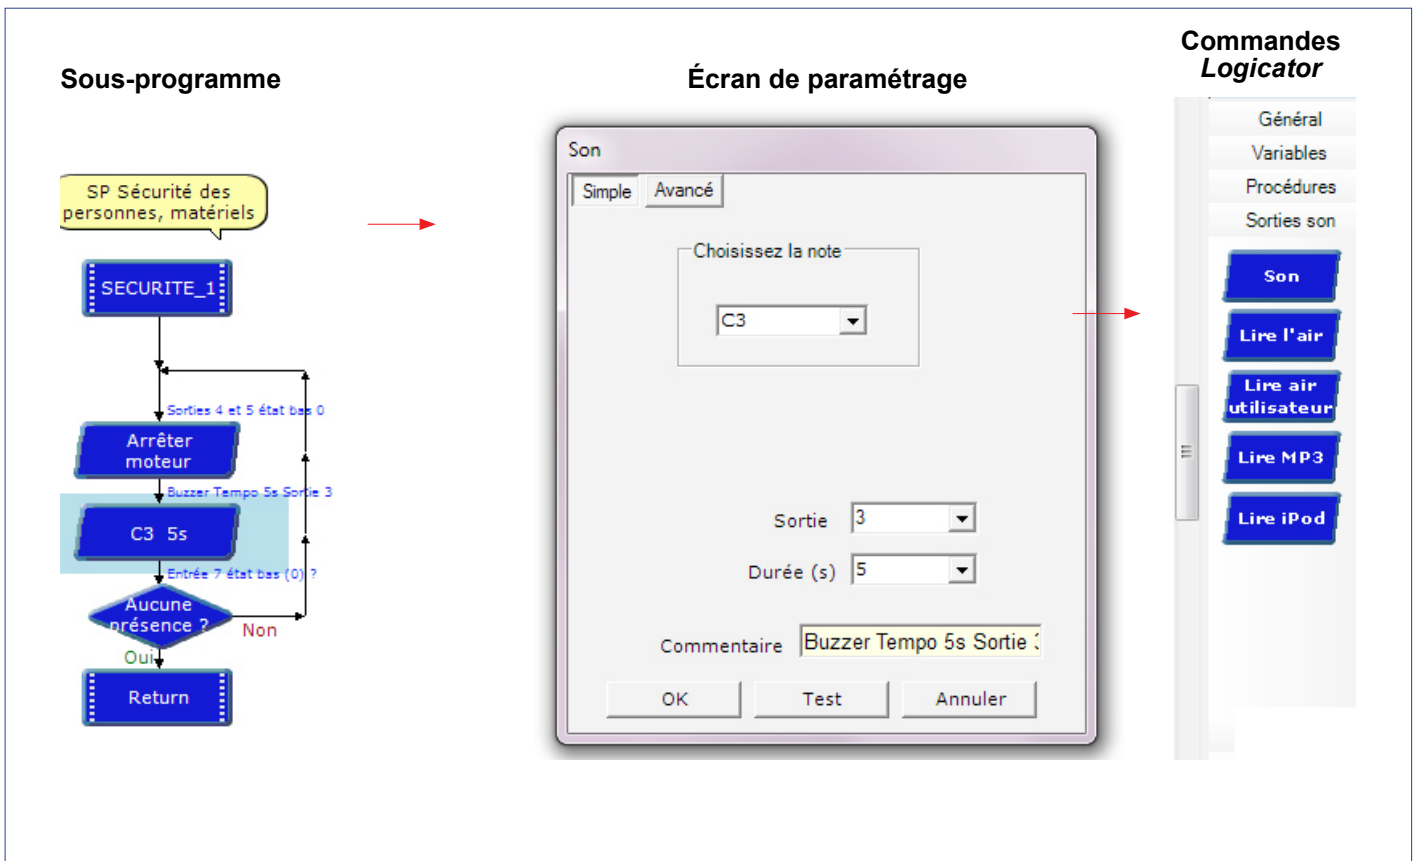 Sous-programme
Écran de paramétrage
Commandes
Logicator
SP Sécurité des
personnes, matériels
SECURITE_1
Sorties 4 et 5 état bas 0
Arrêter
moteur
Buzzer Tempo 5s Sortie 3
C3 5s
Entrée 7 état bas (0) ?
Aucune
présence ?
Non
Oui
Return
Son
Simple
Avancé
Choisissez la note
C3
Sortie
3
Durée (s)
5
Commentaire
Buzzer Tempo 5s Sortie
OK
Test
Annuler
Général
Variables
Procédures
Sorties son
Son
Lire l'air
Lire air
utilisateur
Lire MP3
Lire iPod